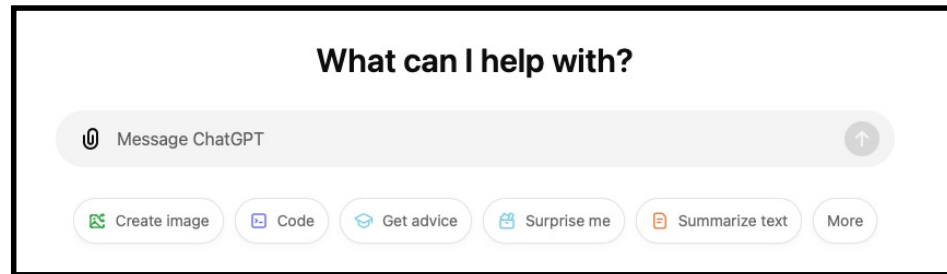 What can I help with?
Message ChatGPT
Create image Code Get advice Surprise me Summarize text More